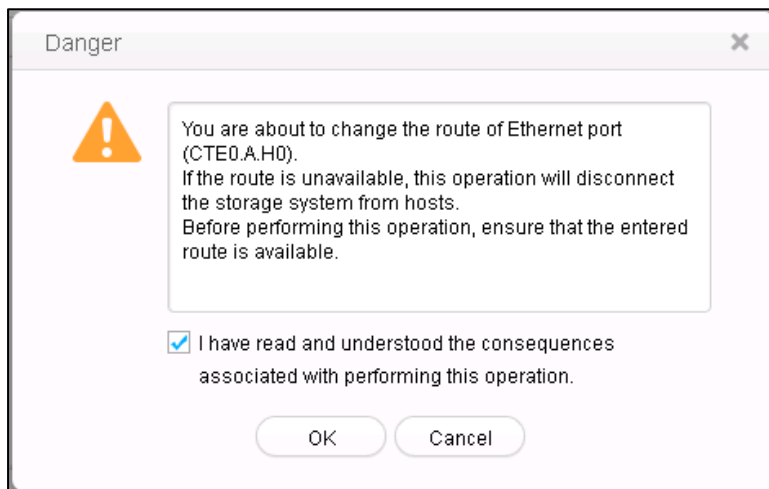 Danger
You are about to change the route of Ethernet port
(CTE0.A.H0).
If the route is unavailable, this operation will disconnect
the storage system from hosts.
Before performing this operation, ensure that the entered
route is available.
I have read and understood the consequences
associated with performing this operation.
OK
Cancel